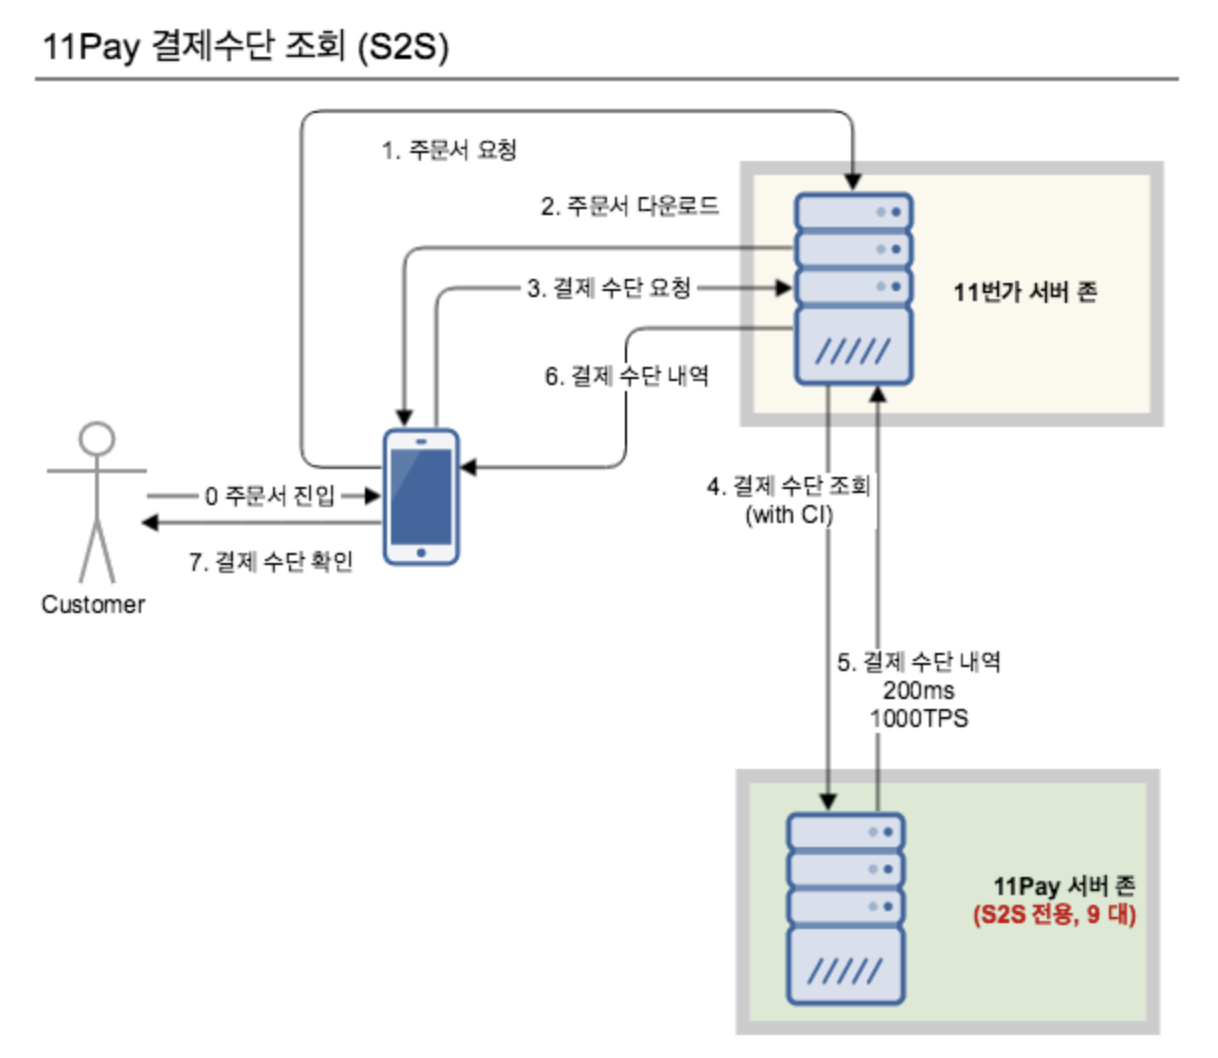 11Pay 결제수단 조회 (S2S)
1. 주문서 요청
2. 주문서 다운로드
3. 결제 수단 요청
11번가 서버 존
6. 결제 수단 내역
0 주문서 진입
4. 결제 수단 조회
(with CI)
7. 결제 수단 확인
Customer
5. 결제 수단 내역
200ms
1000TPS
11Pay 서버 존
(S2S 전용, 9 대)